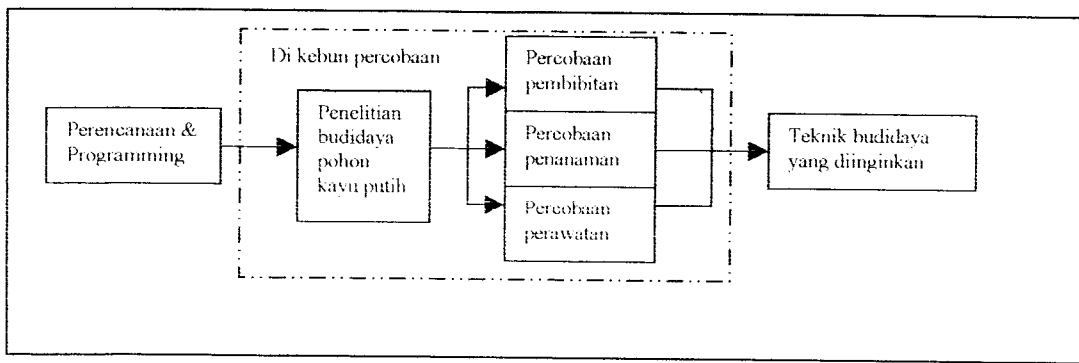 Di kebun percobaan
Perencanaan &
Programming
Penelitian
budidaya
pohon
kayu putih
Percobaan
pembibitan
Percobaan
penanaman
Percobaan
perawatan
Teknik budidaya
yang diinginkan